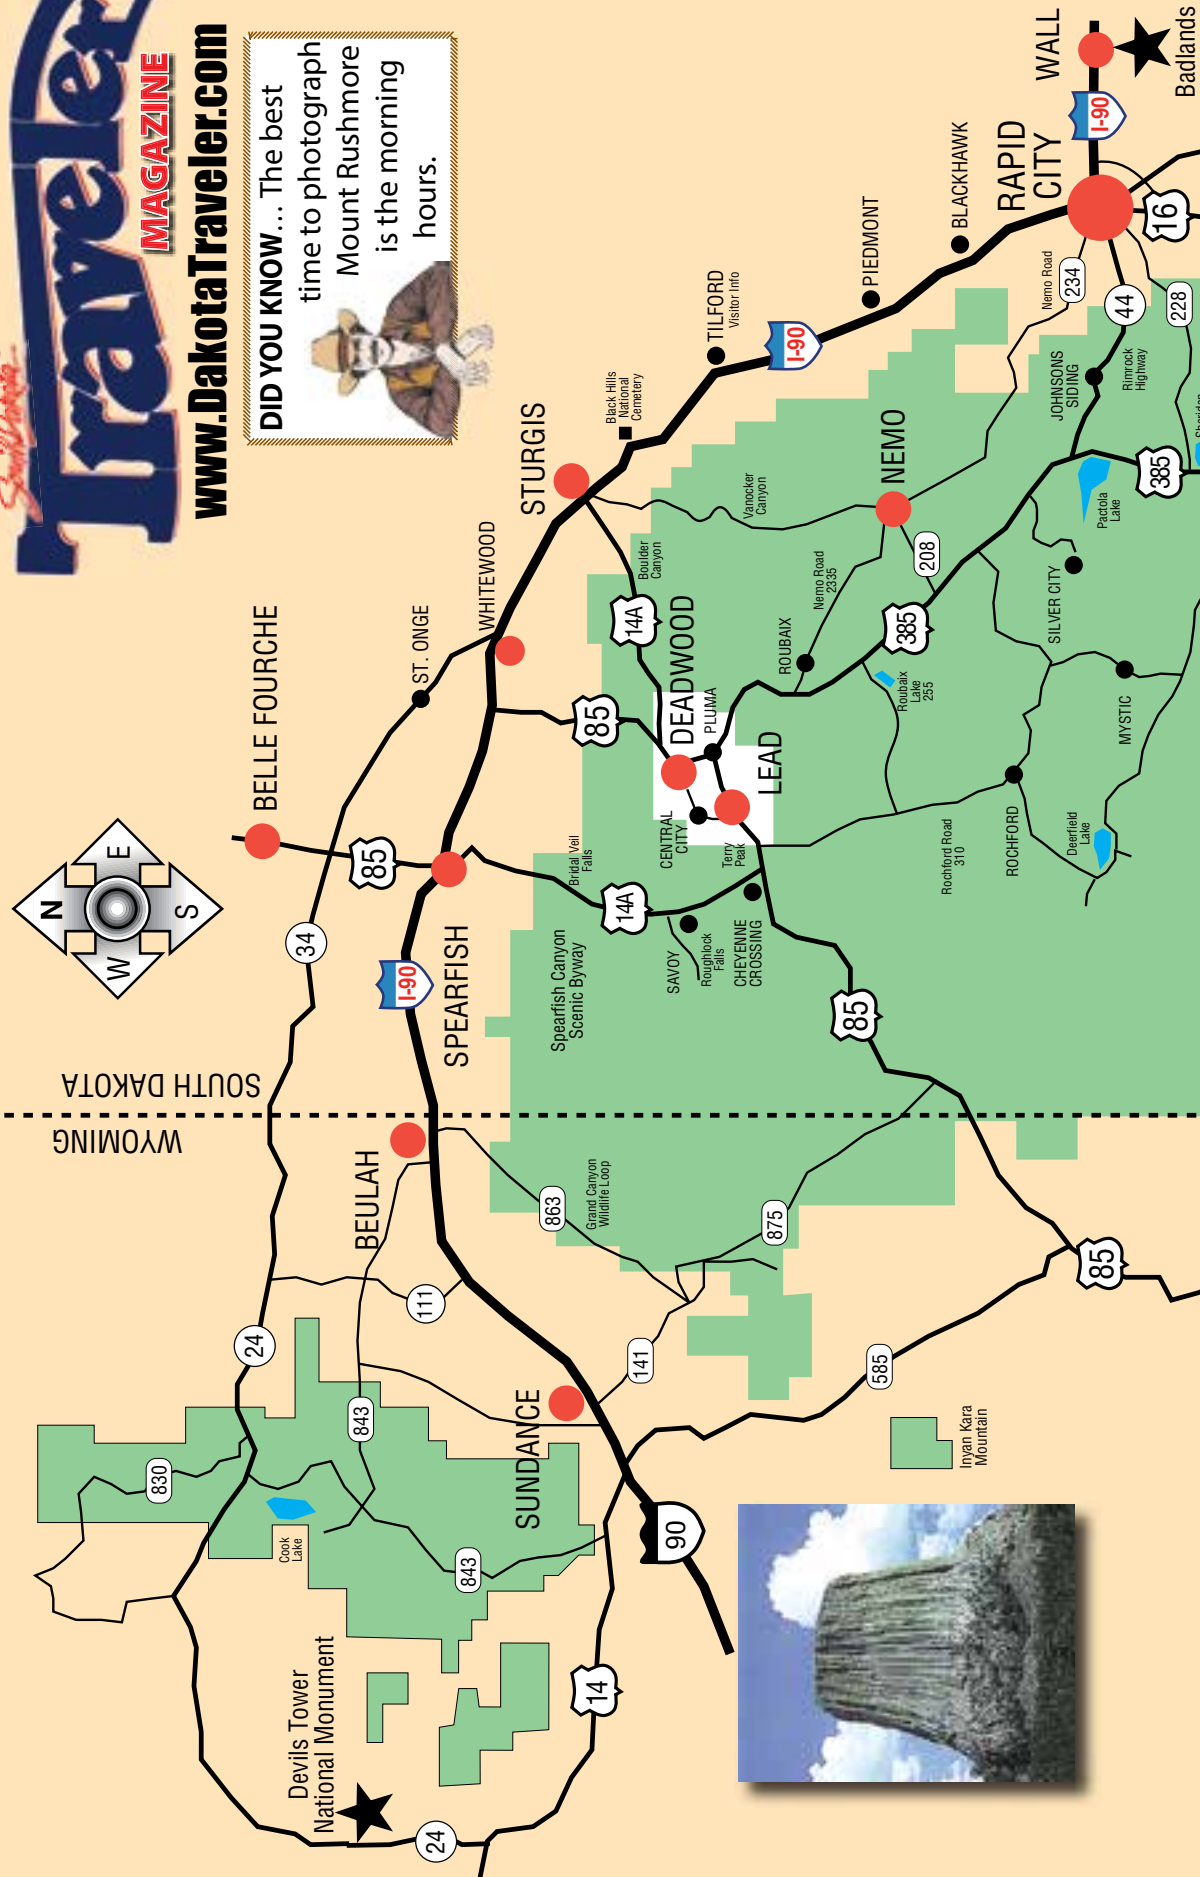 Traveler
MAGAZINE
www.DakotaTraveler.com
DID YOU KNOW... The best
time to photograph
Mount Rushmore
is the morning
hours.
N
E
S
W
SOUTH DAKOTA
WYOMING
BELLE FOURCHE
ST. ONGE
WHITEWOOD
STURGIS
Black Hills
National
Cemetery
TILFORD
Visitor Info
I-90
PIEDMONT
BLACKHAWK
RAPID
CITY
I-90
WALL
Badlands
16
Nemo Road
234
44
228
JOHNSONS
SIDING
Rimrock
Highway
385
Pactola
Lake
SILVER CITY
MYSTIC
NEMO
208
Vanocker
Canyon
Boulder
Canyon
14A
Nemo Road
2335
ROUBAIX
385
Roubaix
Lake
255
DEADWOOD
PLUMA
LEAD
CENTRAL
CITY
Terry
Peak
85
85
34
I-90
SPEARFISH
Bridal Veil
Falls
14A
Spearfish Canyon
Scenic Byway
SAVOY
Roughlock
Falls
CHEYENNE
CROSSING
Rochford Road
310
ROCHFORD
Deerfield
Lake
85
BEULAH
863
Grand Canyon
Wildlife Loop
875
111
24
843
830
Cook
Lake
843
SUNDANCE
141
585
85
Inyan Kara
Mountain
90
14
Devils Tower
National Monument
24